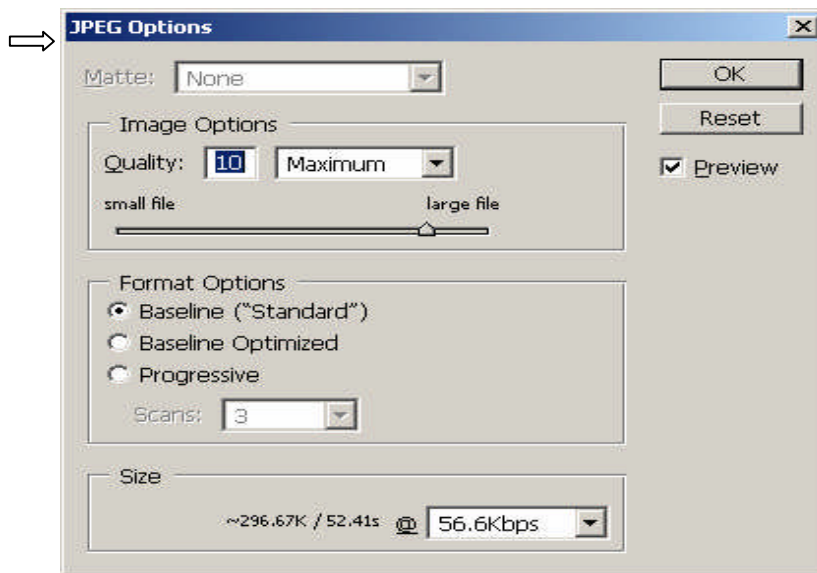 JPEG Options
Matte: None
OK
Image Options
Reset
Quality: 10 Maximum
Preview
small file large file
Format Options
Baseline ("Standard")
Baseline Optimized
Progressive
Scans: 3
Size
~296.67K / 52.41s @ 56.6Kbps